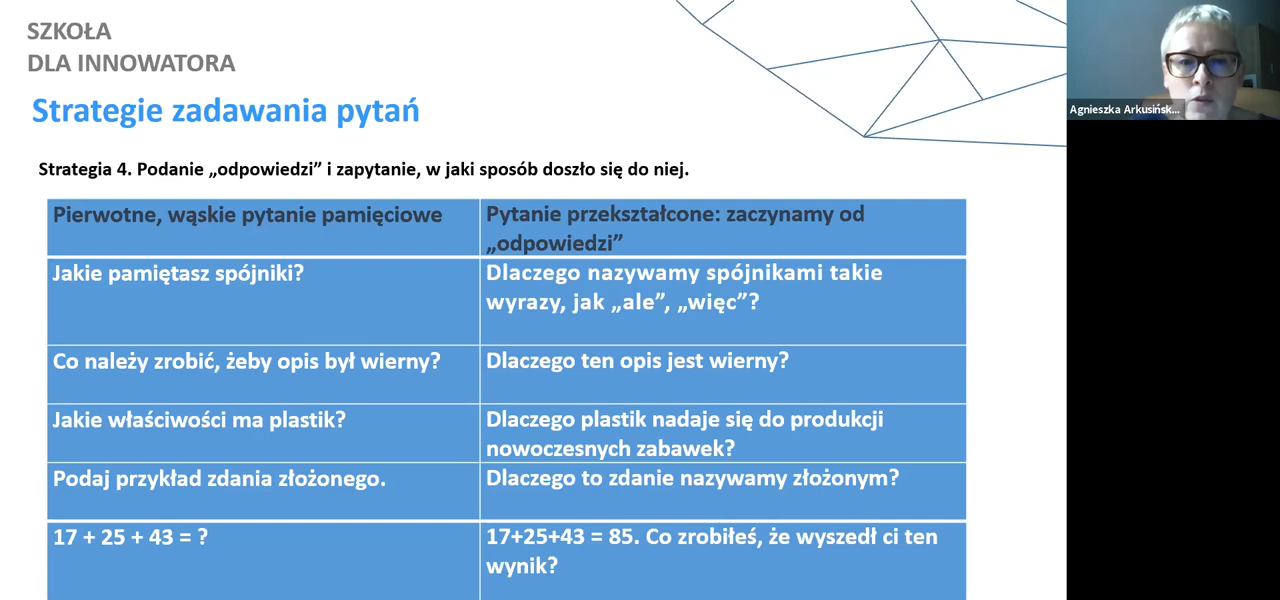 SZKOŁA
DLA INNOWATORA
Strategie zadawania pytań
Agnieszka Arkusińsk...
Strategia 4. Podanie „odpowiedzi” i zapytanie, w jaki sposób doszło się do niej.
Pierwotne, wąskie pytanie pamięciowe
Pytanie przekształcone: zaczynamy od
„odpowiedzi”
Jakie pamiętasz spójniki?
Dlaczego nazywamy spójnikami takie
wyrazy, jak „ale”, „więc”?
Co należy zrobić, żeby opis był wierny?
Dlaczego ten opis jest wierny?
Jakie właściwości ma plastik?
Dlaczego plastik nadaje się do produkcji
nowoczesnych zabawek?
Podaj przykład zdania złożonego.
Dlaczego to zdanie nazywamy złożonym?
17 + 25 + 43 = ?
17+25+43 = 85. Co zrobiłeś, że wyszedł ci ten
wynik?